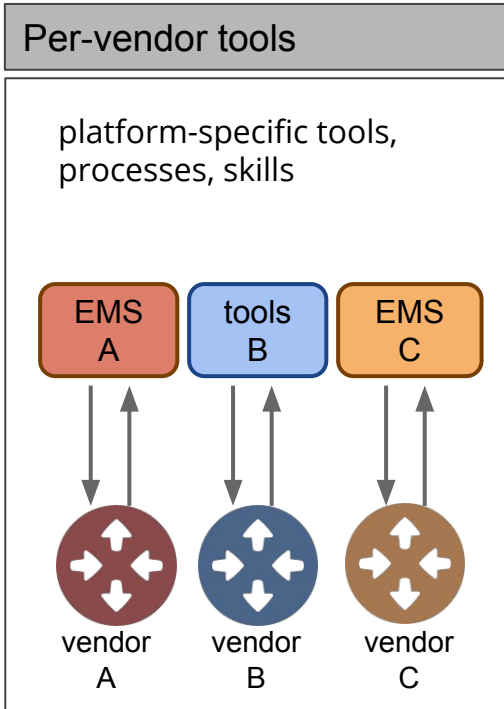 Per-vendor tools
platform-specific tools,
processes, skills
EMS
A
tools
B
EMS
C
vendor
A
vendor
B
vendor
C